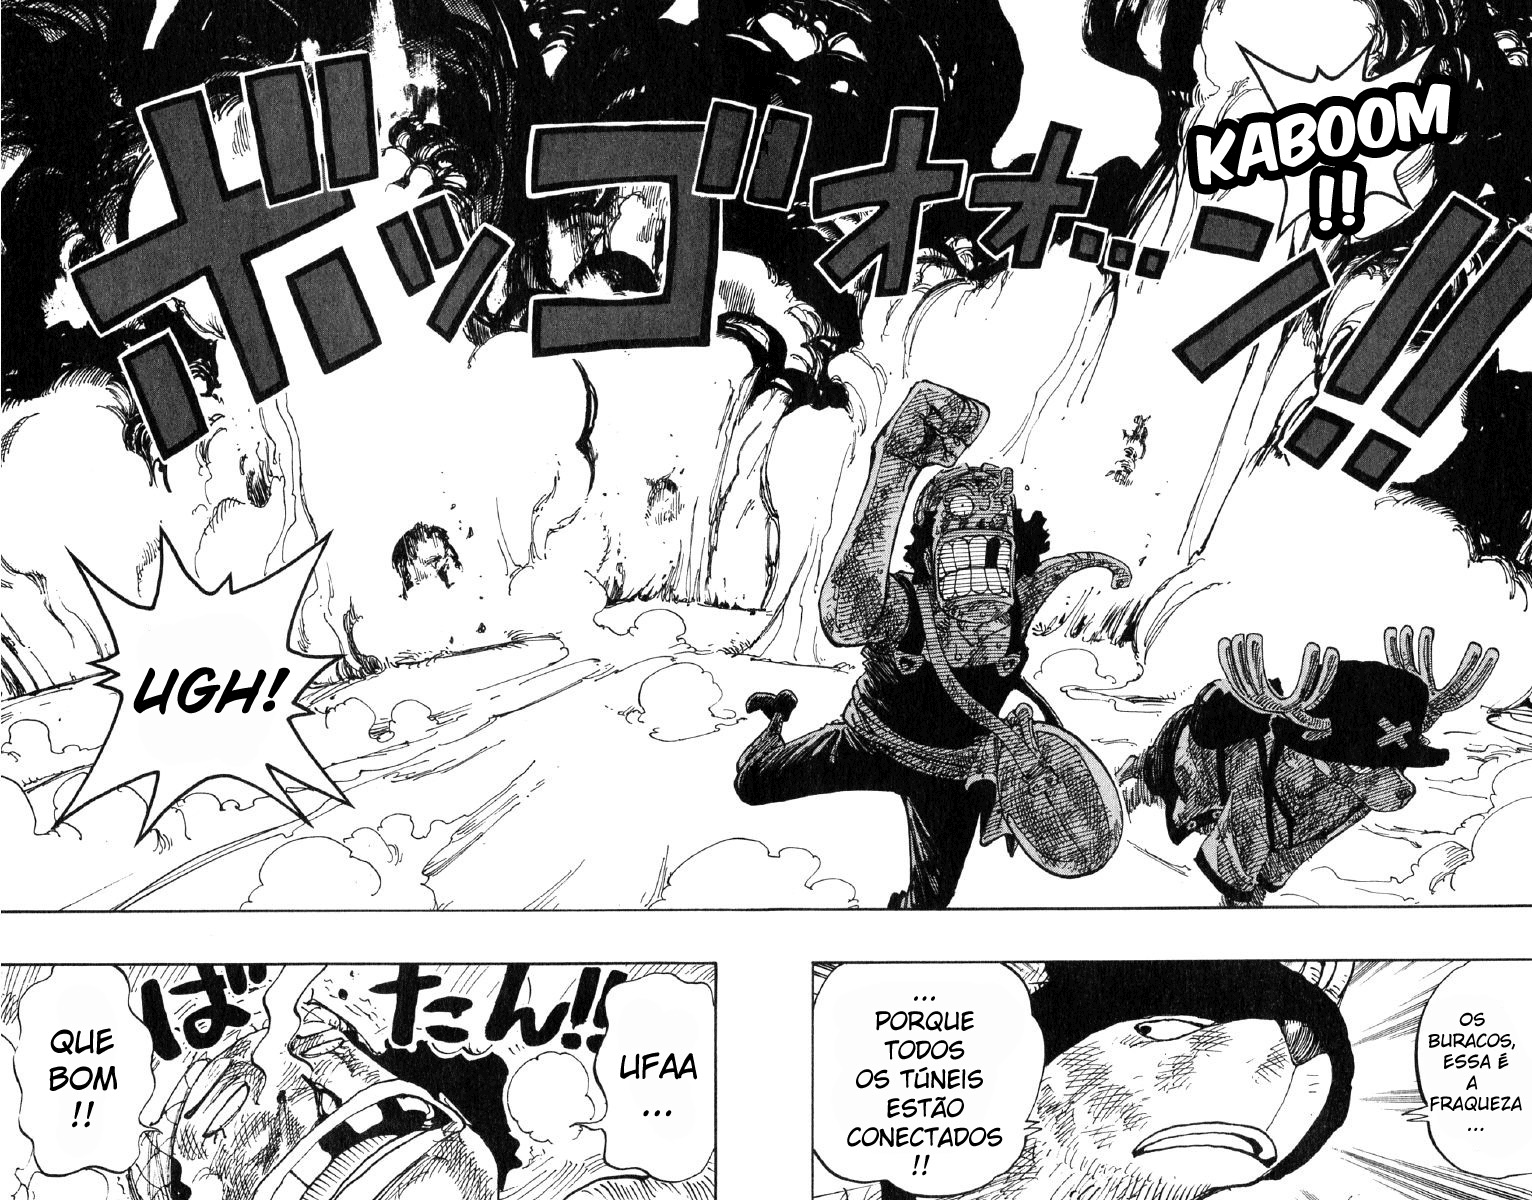 KABOOM
!!
ボッゴオオ...ン!!
UGH!
OS
BURACOS,
ESSA É
A
FRAQUEZA
...
...
PORQUE
TODOS
OS TÚNEIS
ESTÃO
CONECTADOS
!!
UFAA
...
ばたん!!
QUE
BOM
!!